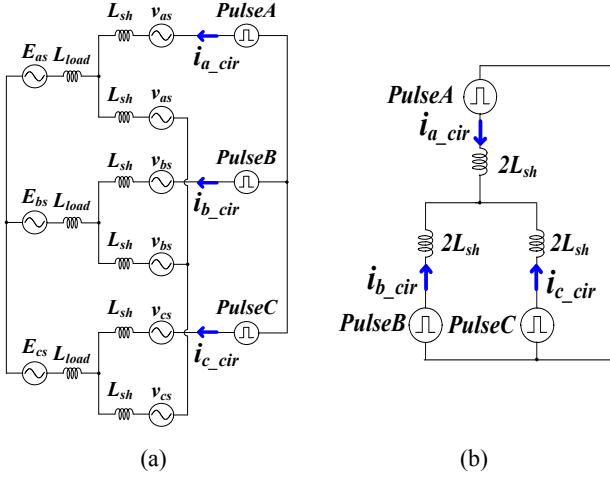 L_sh v_as PulseA
i_a_cir
E_as L_load
L_sh v_as
L_sh v_bs PulseB
i_b_cir
E_bs L_load
L_sh v_bs
L_sh v_cs PulseC
i_c_cir
E_cs L_load
L_sh v_cs
(a)
PulseA
i_a_cir
2L_sh
2L_sh 2L_sh
i_b_cir i_c_cir
PulseB PulseC
(b)